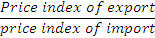 Price index of export
price index of import